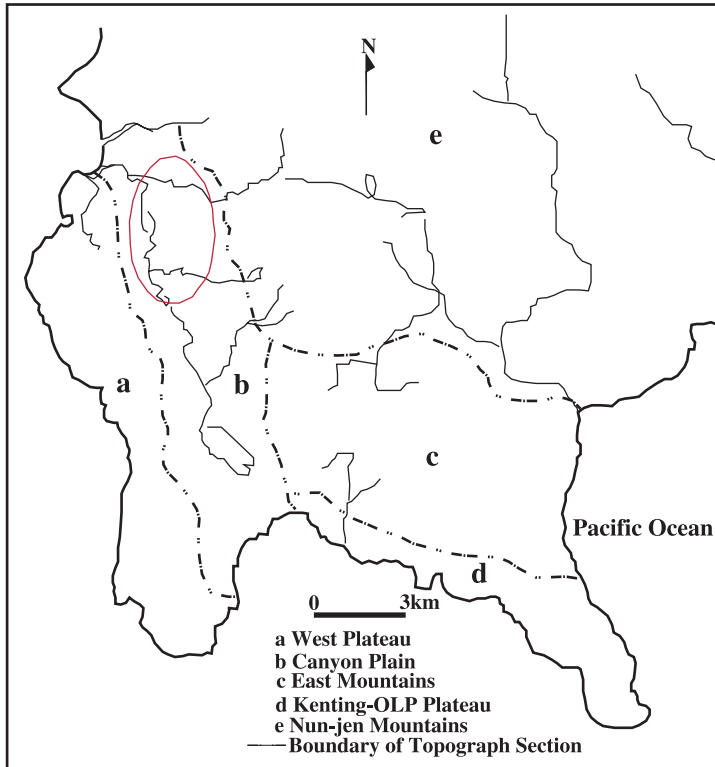 N
e
a
b
c
Pacific Ocean
d
0 3km
a West Plateau
b Canyon Plain
c East Mountains
d Kenting-OLP Plateau
e Nun-jen Mountains
Boundary of Topograph Section